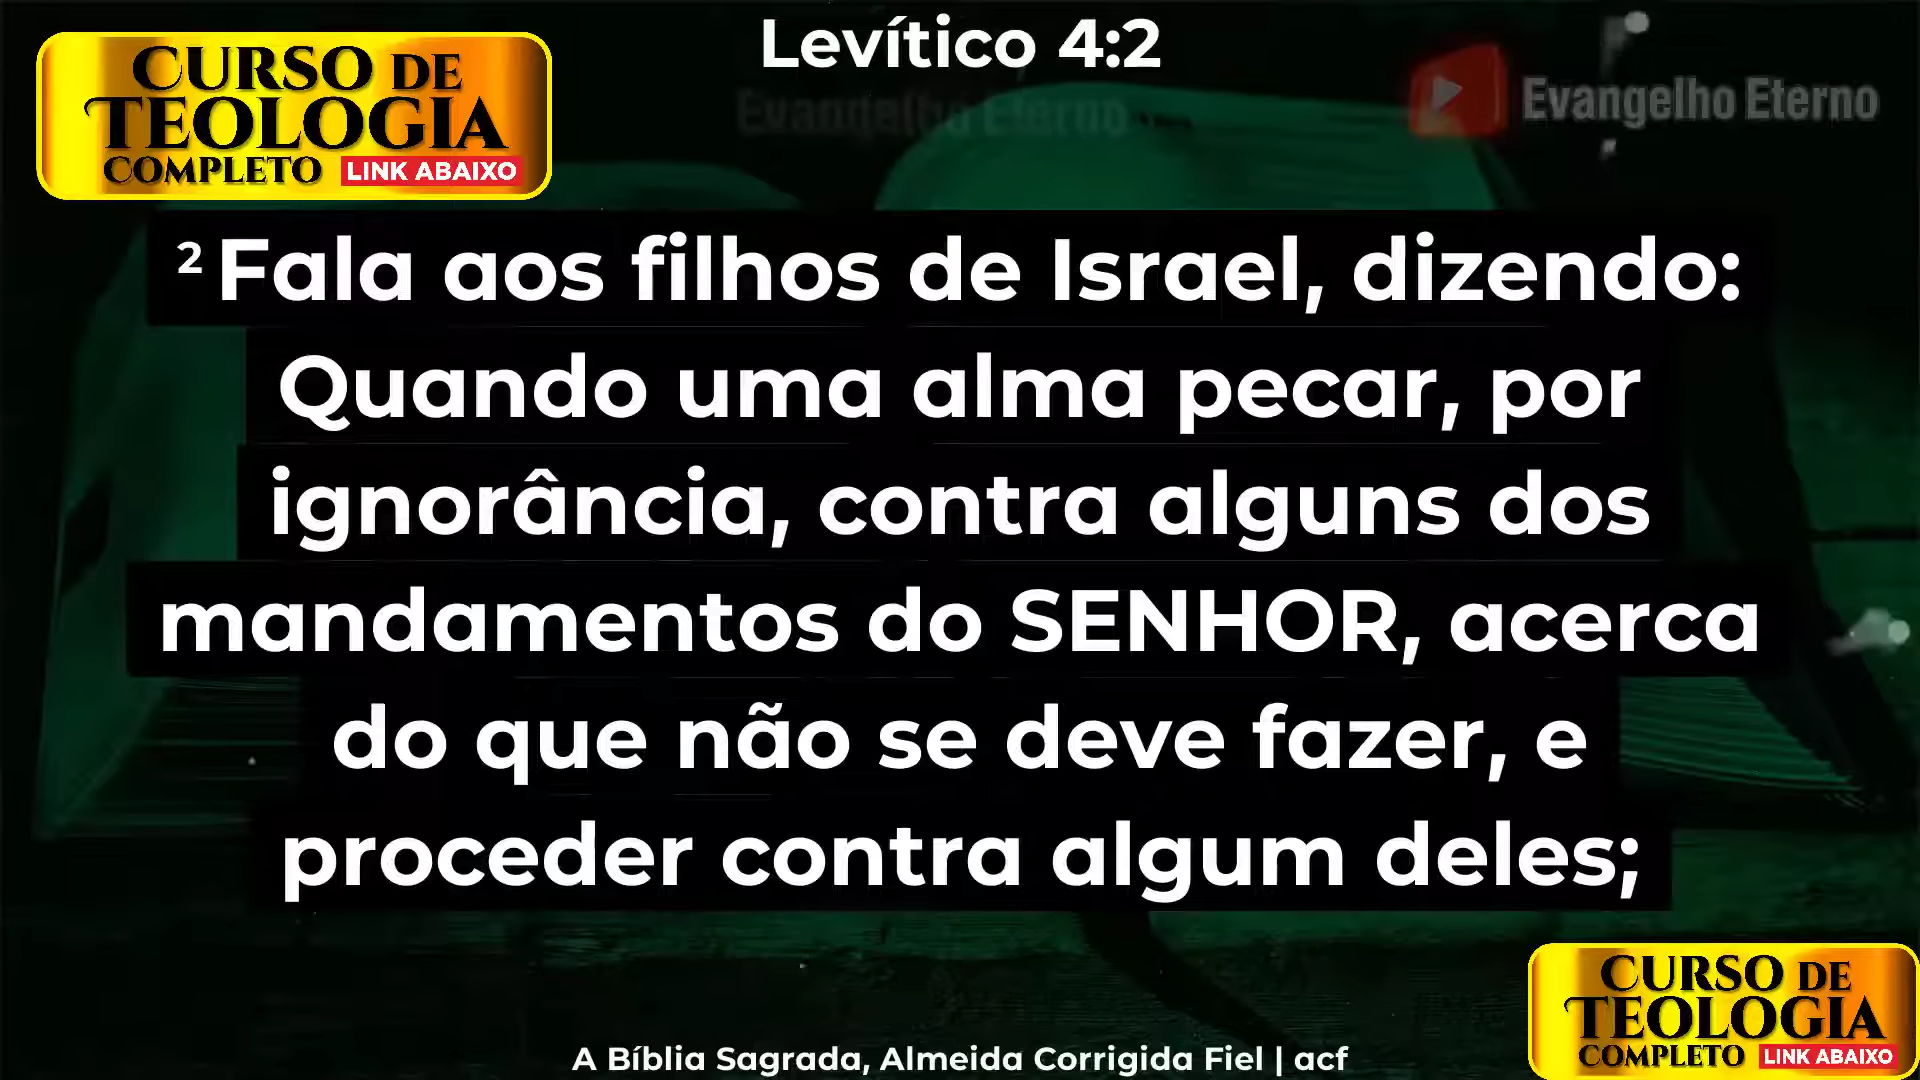 Levítico 4:2
CURSO DE
TEOLOGIA
COMPLETO LINK ABAIXO
Evangelho Eterno
Evangelho Eterno
2 Fala aos filhos de Israel, dizendo:
Quando uma alma pecar, por
ignorância, contra alguns dos
mandamentos do SENHOR, acerca
do que não se deve fazer, e
proceder contra algum deles;
CURSO DE
TEOLOGIA
COMPLETO LINK ABAIXO
A Bíblia Sagrada, Almeida Corrigida Fiel | acf